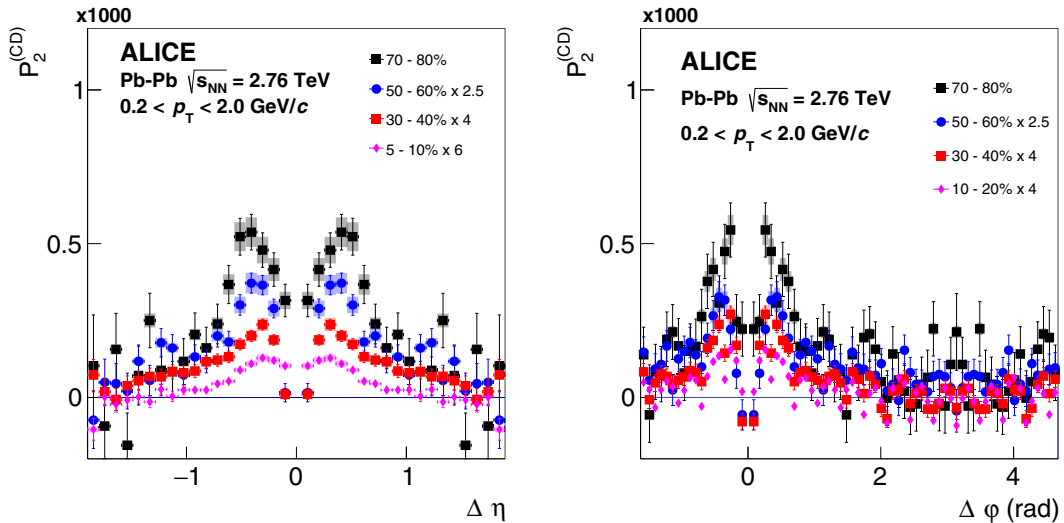 x1000
P2(CD)
ALICE
Pb-Pb √sNN = 2.76 TeV
0.2 < pT < 2.0 GeV/c
70 - 80%
50 - 60% x 2.5
30 - 40% x 4
5 - 10% x 6
1
0.5
0
−1
0
1
Δ η
x1000
P2(CD)
ALICE
Pb-Pb √sNN = 2.76 TeV
0.2 < pT < 2.0 GeV/c
70 - 80%
50 - 60% x 2.5
30 - 40% x 4
10 - 20% x 4
1
0.5
0
0
2
4
Δ φ (rad)